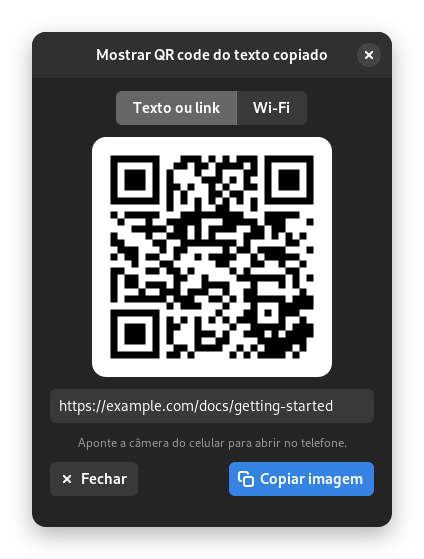 Mostrar QR code do texto copiado
Texto ou link
Wi-Fi
https://example.com/docs/getting-started
Aponte a câmera do celular para abrir no telefone.
Fechar
Copiar imagem